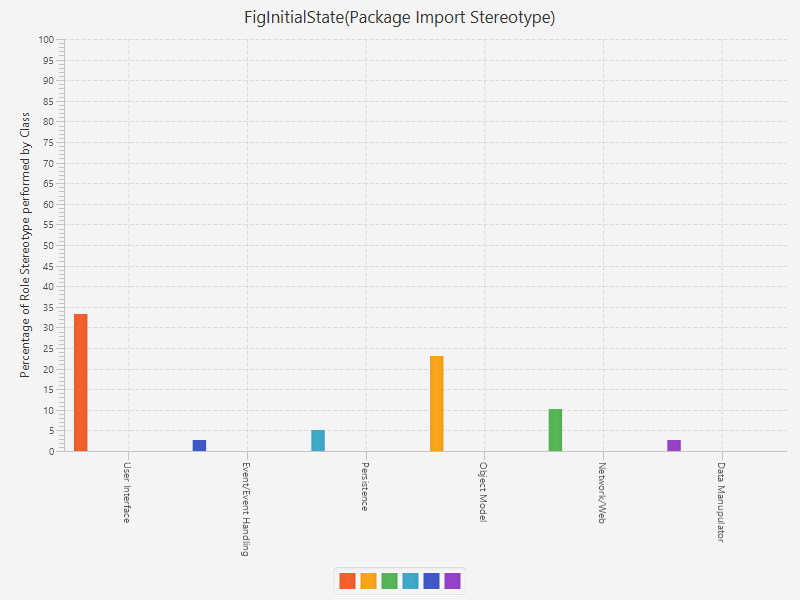 FigInitialState(Package Import Stereotype)
Percentage of Role Stereotype performed by Class
100
95
90
85
80
75
70
65
60
55
50
45
40
35
30
25
20
15
10
5
0
User Interface
Event/Event Handling
Persistence
Object Model
Network/Web
Data Manupulator